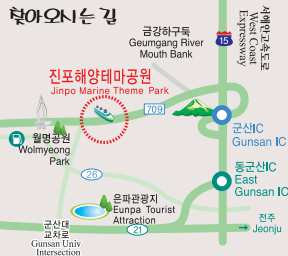 찾아오시는 길
금강하구둑
Geumgang River
Mouth Bank
15
서해안고속도로
West Coast
Expressway
진포해양테마공원
Jinpo Marine Theme Park
709
월명공원
Wolmyeong
Park
군산IC
Gunsan IC
26
동군산IC
East
Gunsan IC
은파관광지
Eunpa Tourist
Attraction
군산대
교차로
Gunsan Univ
Intersection
21
전주
Jeonju